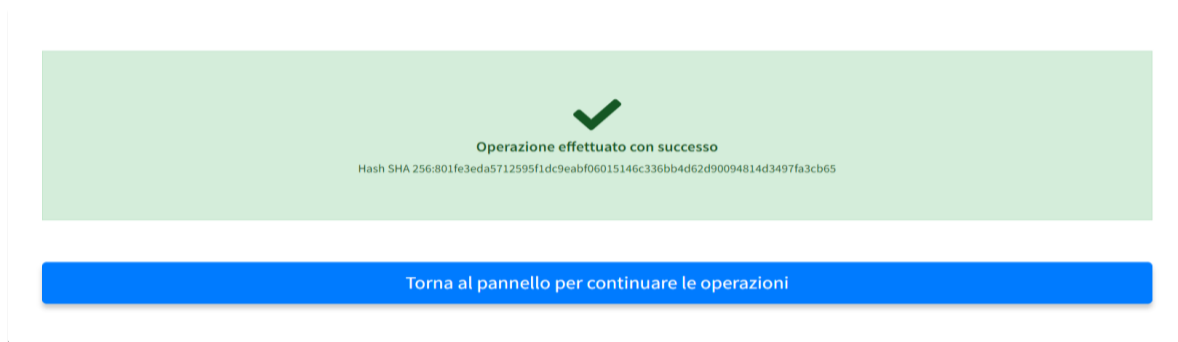 Operazione effettuato con successo
Hash SHA 256:801fe3eda5712595f1dc9eabf06015146c336bb4d62d90094814d3497fa3cb65
Torna al pannello per continuare le operazioni